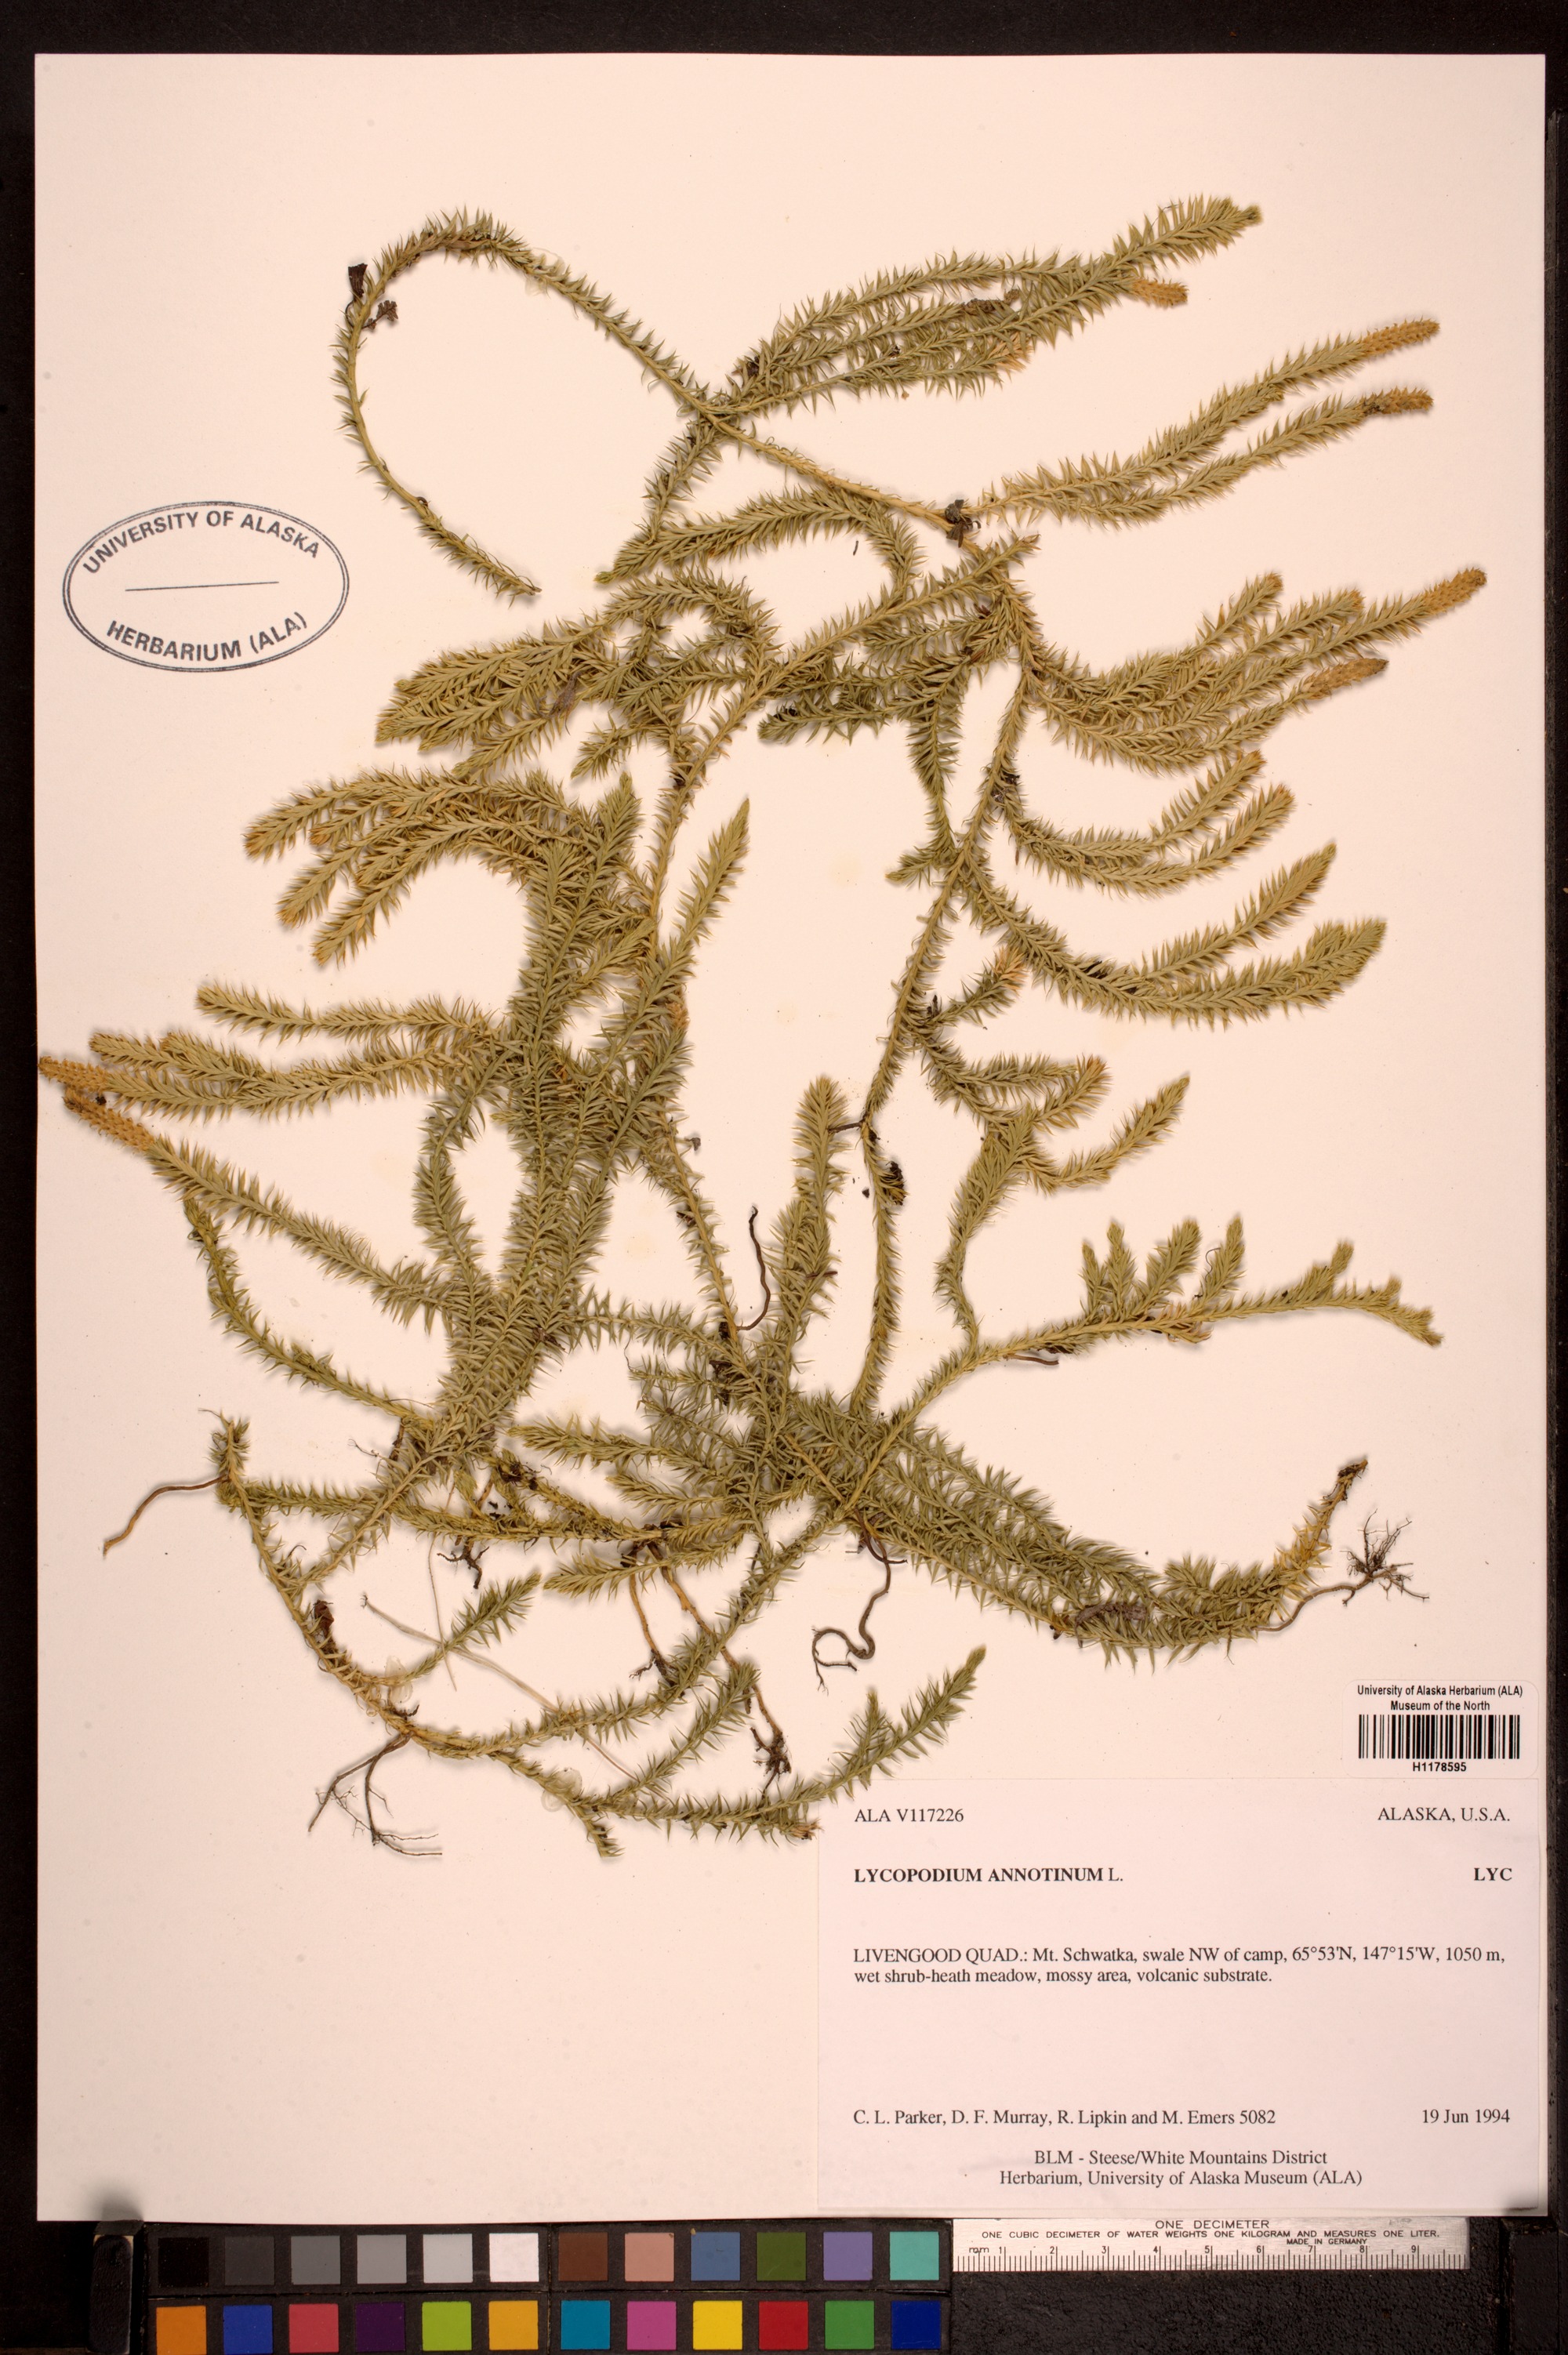 UNIVERSITY OF ALASKA
HERBARIUM (ALA)
University of Alaska Herbarium (ALA)
Museum of the North
H1178595
ALA V117226 ALASKA, U.S.A.
LYCOPODIUM ANNOTINUM L. LYC
LIVENGOOD QUAD.: Mt. Schwatka, swale NW of camp, 65°53'N, 147°15'W, 1050 m,
wet shrub-heath meadow, mossy area, volcanic substrate.
C. L. Parker, D. F. Murray, R. Lipkin and M. Emers 5082 19 Jun 1994
BLM - Steese/White Mountains District
Herbarium, University of Alaska Museum (ALA)
ONE DECIMETER
ONE CUBIC DECIMETER OF WATER WEIGHTS ONE KILOGRAM AND MEASURES ONE LITER.
MADE IN GERMANY
mm 1 2 3 4 5 6 7 8 9